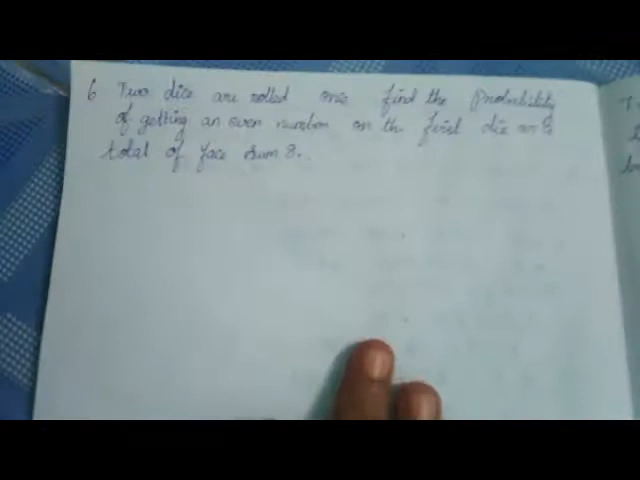 6 Two dice are rolled once find the Probability
of getting an even number on the first die or a
total of face sum 8.